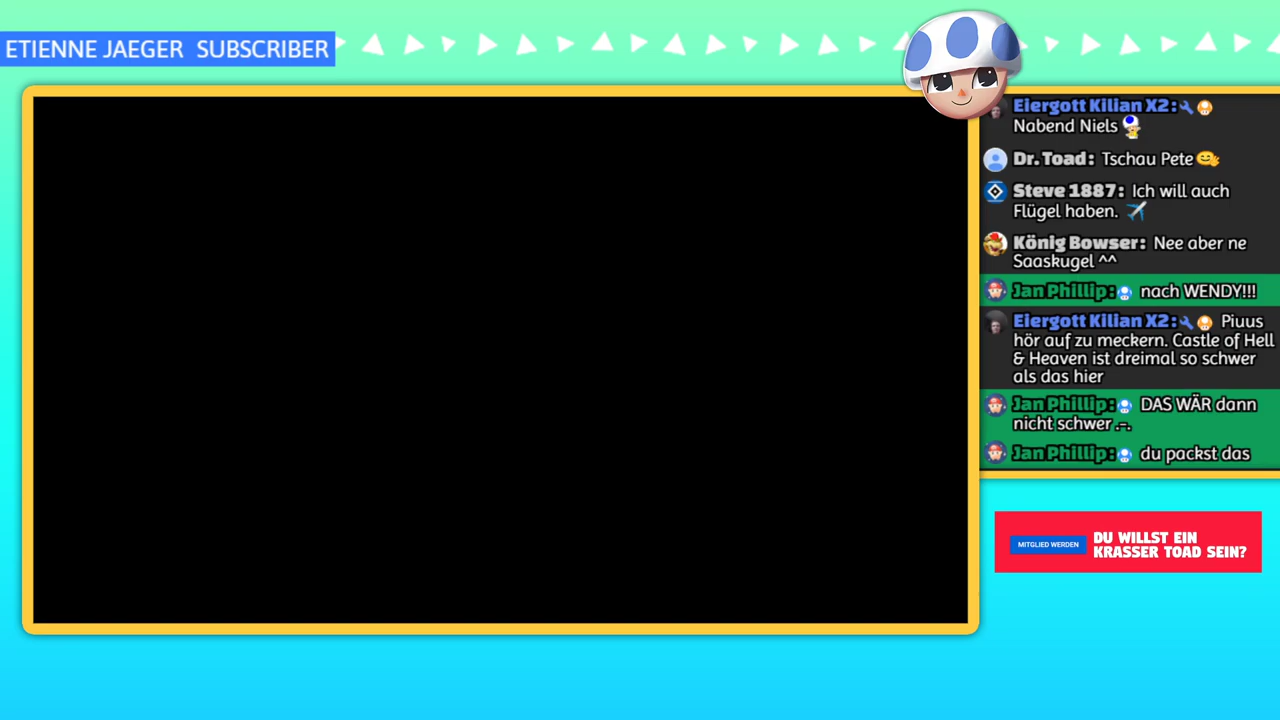 ETIENNE JAEGER SUBSCRIBER
Eiergott Kilian X2:
Nabend Niels
Dr. Toad: Tschau Pete
Steve 1887: Ich will auch
Flügel haben.
König Bowser: Nee aber ne
Saaskugel ^^
Jan Phillip: nach WENDY!!!
Eiergott Kilian X2: Piuus
hör auf zu meckern. Castle of Hell
& Heaven ist dreimal so schwer
als das hier
Jan Phillip: DAS WÄR dann
nicht schwer .-.
Jan Phillip: du packst das
MITGLIED WERDEN
DU WILLST EIN
KRASSER TOAD SEIN?